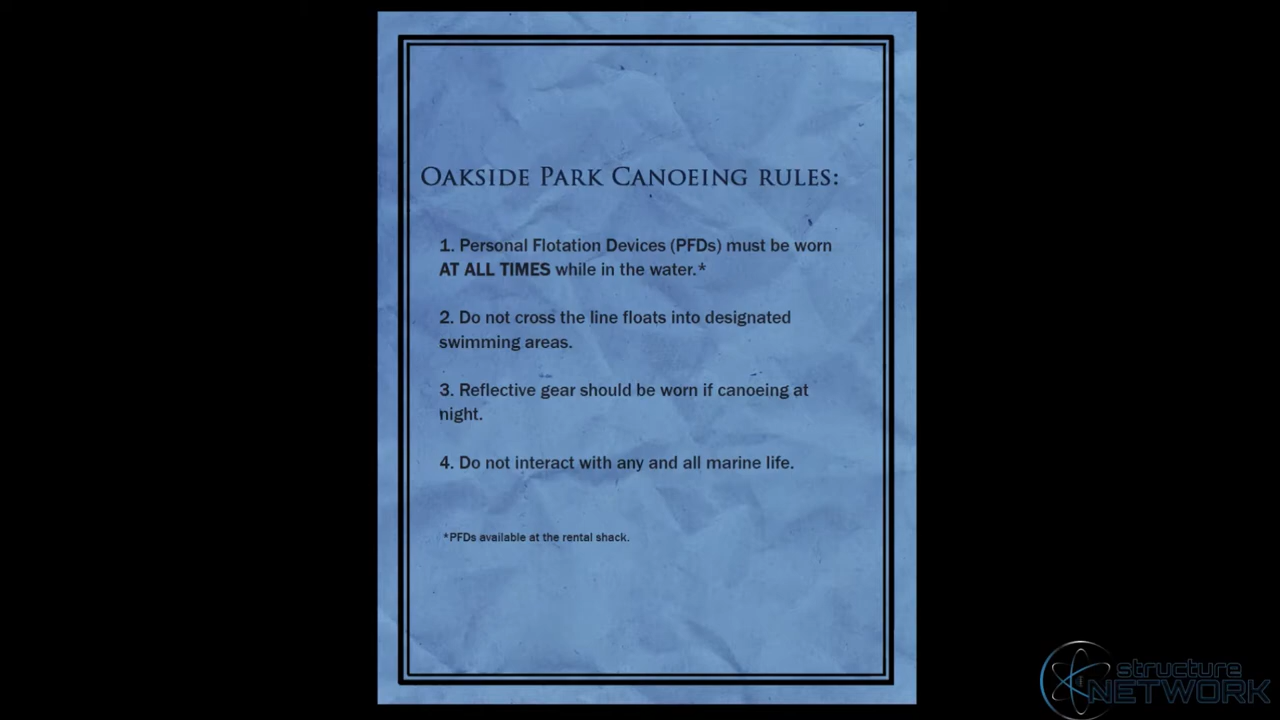 OAKSIDE PARK CANOEING RULES:
1. Personal Flotation Devices (PFDs) must be worn
AT ALL TIMES while in the water.*
2. Do not cross the line floats into designated
swimming areas.
3. Reflective gear should be worn if canoeing at
night.
4. Do not interact with any and all marine life.
*PFDs available at the rental shack.
structure
NETWORK